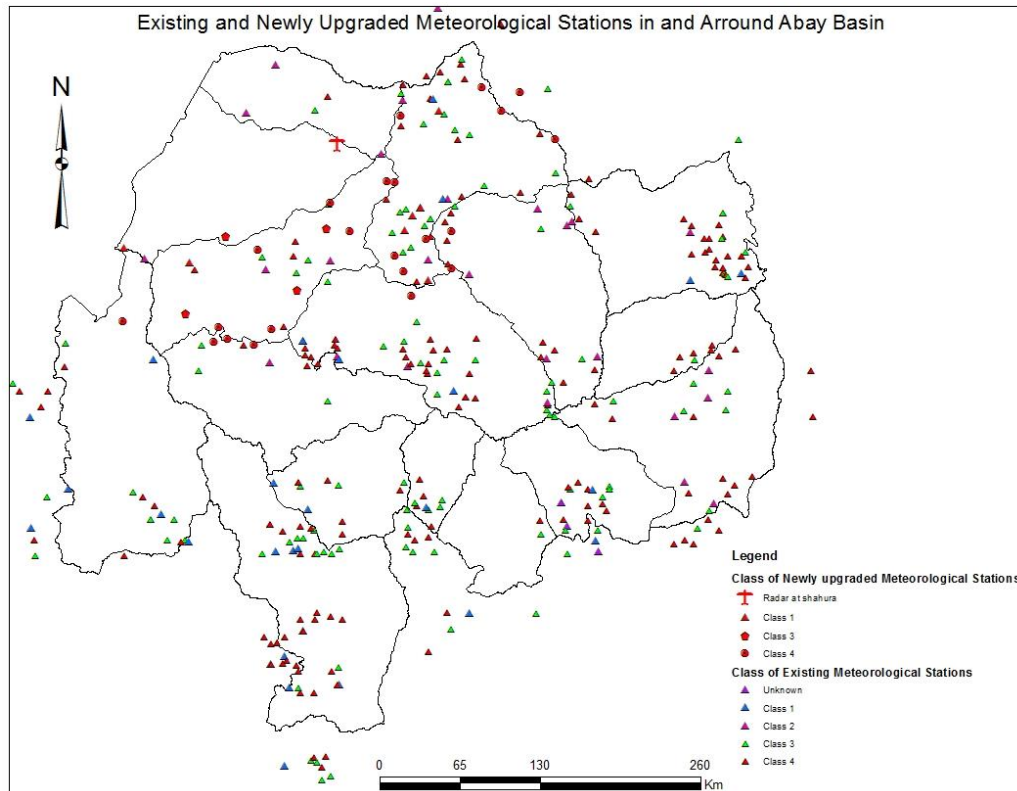 Existing and Newly Upgraded Meteorological Stations in and Arround Abay Basin
N
Legend
Class of Newly upgraded Meteorological Stations
Radar at shahura
Class 1
Class 3
Class 4
Class of Existing Meteorological Stations
Unknown
Class 1
Class 2
Class 3
Class 4
0 65 130 260
Km